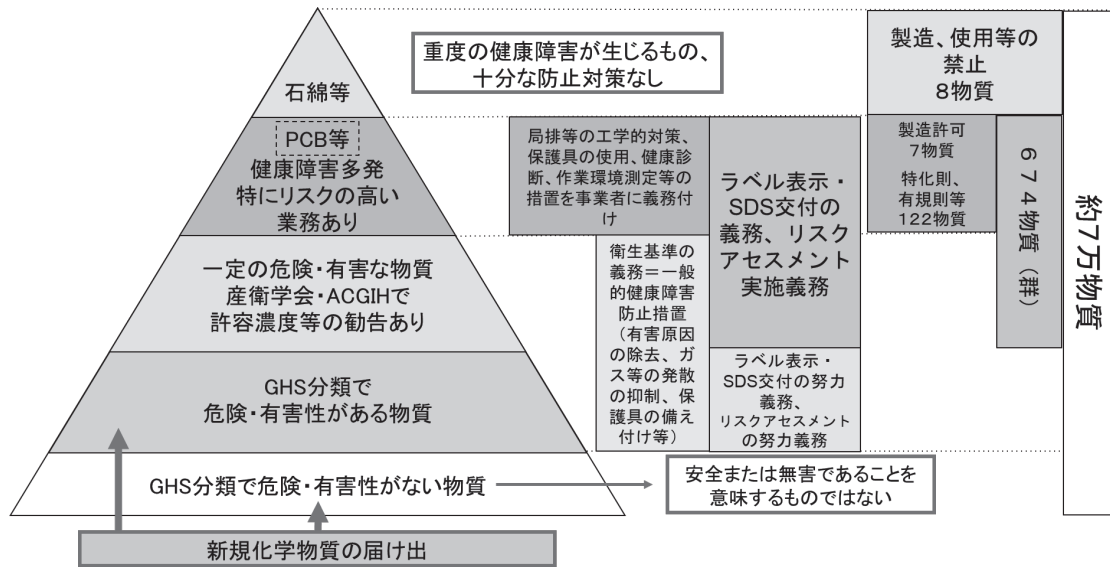 重度の健康障害が生じるもの、
十分な防止対策なし
製造、使用等の
禁止
8物質
石綿等
PCB等
健康障害多発
特にリスクの高い
業務あり
局排等の工学的対策、
保護具の使用、健康診
断、作業環境測定等の
措置を事業者に義務付
け
ラベル表示・
SDS交付の
義務、リスク
アセスメント
実施義務
製造許可
7物質
特化則、
有規則等
122物質
674物質(群)
約7万物質
一定の危険・有害な物質
産衛学会・ACGIHで
許容濃度等の勧告あり
衛生基準の
義務=一般
的健康障害
防止措置
(有害原因
の除去、ガ
ス等の発散
の抑制、保
護具の備え
付け等)
GHS分類で
危険・有害性がある物質
ラベル表示・
SDS交付の努力
義務、
リスクアセスメント
の努力義務
GHS分類で危険・有害性がない物質
安全または無害であることを
意味するものではない
新規化学物質の届け出